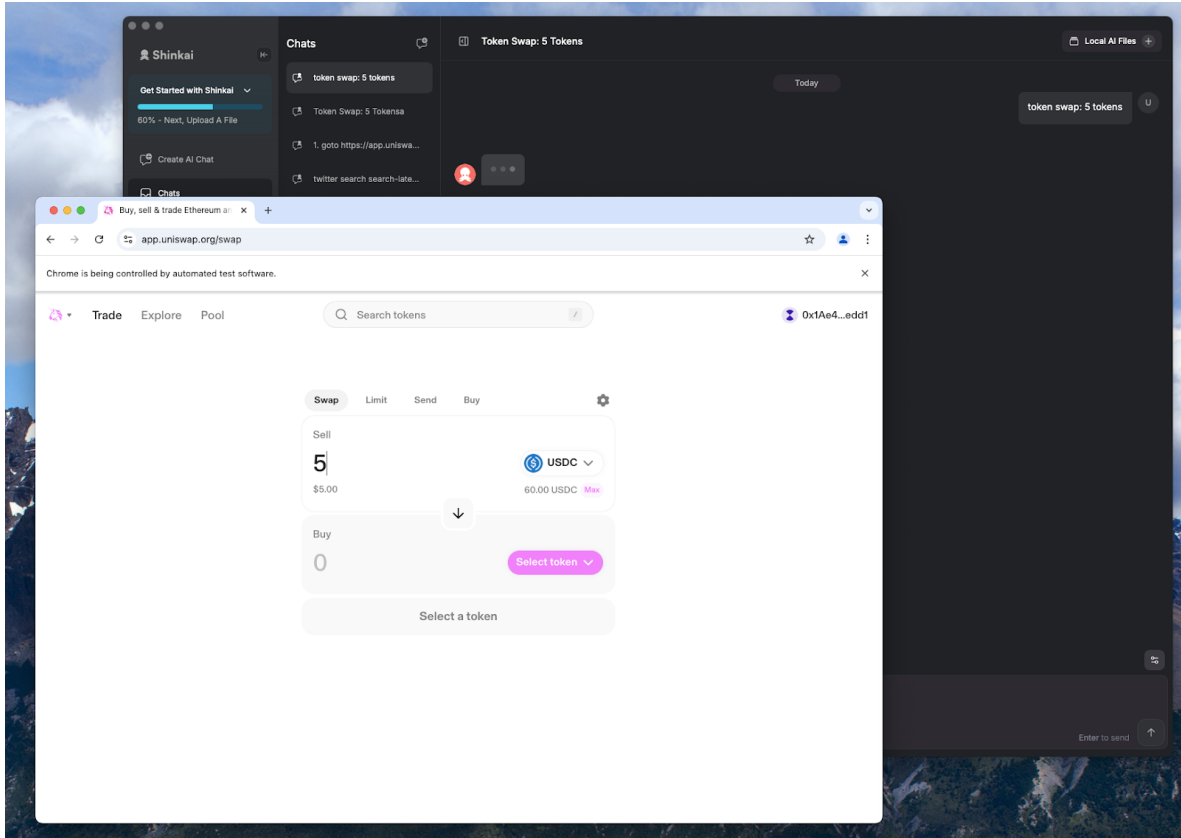 Shinkai
Get Started with Shinkai
60% - Next, Upload A File
Create AI Chat
Chats
Chats
token swap: 5 tokens
Token Swap: 5 Tokensa
1. goto https://app.uniswa...
twitter search search-late...
Token Swap: 5 Tokens
Local AI Files
Today
token swap: 5 tokens
U
Buy, sell & trade Ethereum an
app.uniswap.org/swap
Chrome is being controlled by automated test software.
Trade Explore Pool
Search tokens /
0x1Ae4...edd1
Swap Limit Send Buy
Sell
5 USDC
$5.00 60.00 USDC Max
Buy
0 Select token
Select a token
Enter to send